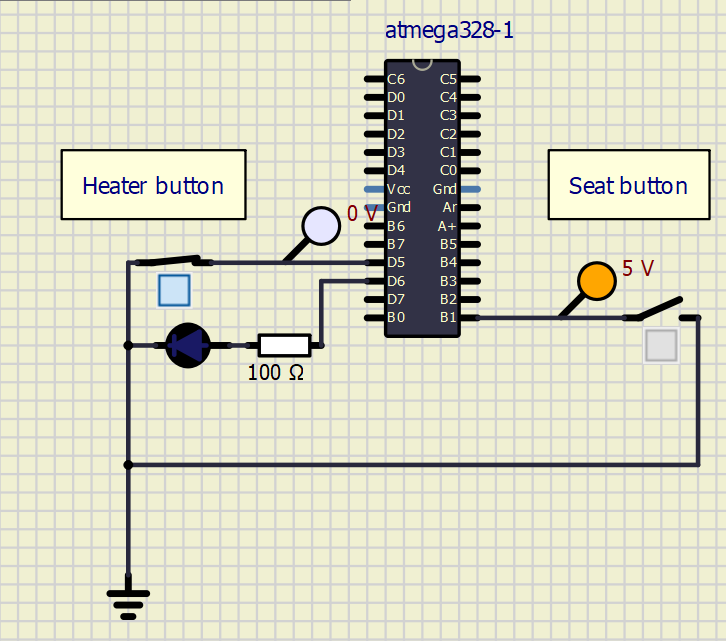 atmega328-1
C6 C5
D0 C4
D1 C3
D2 C2
D3 C1
D4 C0
Heater button
Seat button
Vcc Gnd
0 V
Gnd Ar
B6 A+
B7 B5
D5 B4
5 V
D6 B3
D7 B2
B0 B1
100 Ω